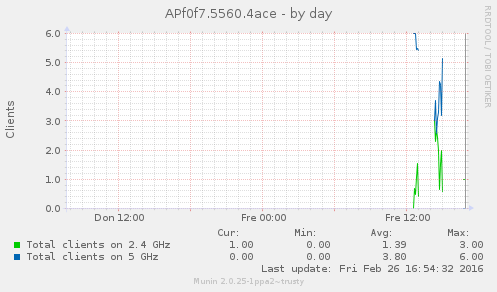 APf0f7.5560.4ace - by day
RRDTOOL / TOBI OETIKER
Clients
6.0
5.0
4.0
3.0
2.0
1.0
0.0
Don 12:00 Fre 00:00 Fre 12:00
Cur: Min: Avg: Max:
Total clients on 2.4 GHz 1.00 0.00 1.39 3.00
Total clients on 5 GHz 0.00 0.00 3.80 6.00
Last update: Fri Feb 26 16:54:32 2016
Munin 2.0.25-1ppa2~trusty